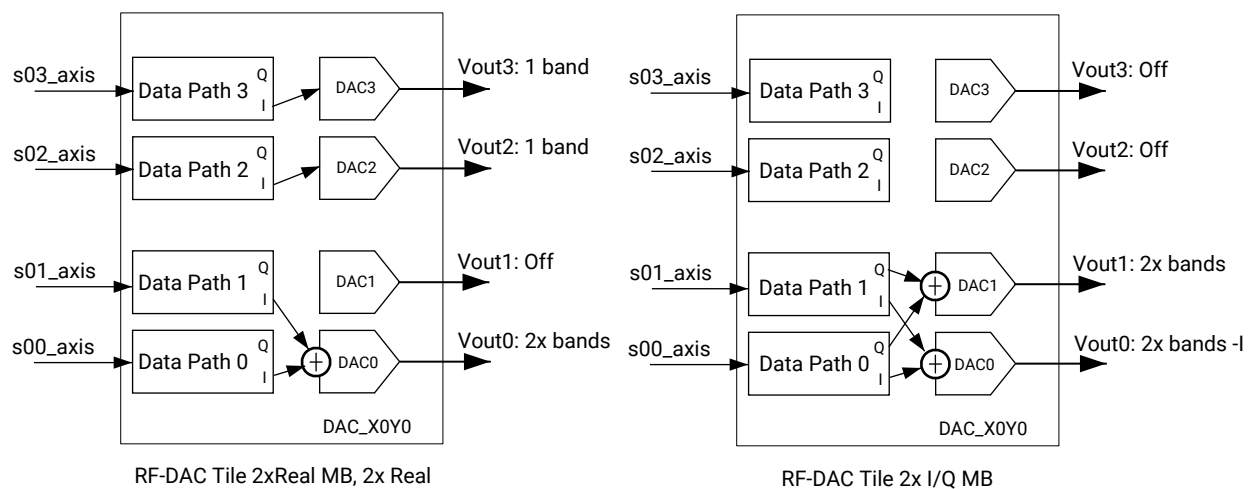 s03_axis
Data Path 3
Q
I
DAC3
Vout3: 1 band
s02_axis
Data Path 2
Q
I
DAC2
Vout2: 1 band
s01_axis
Data Path 1
Q
I
DAC1
Vout1: Off
s00_axis
Data Path 0
Q
I
+
DAC0
Vout0: 2x bands
DAC_X0Y0
RF-DAC Tile 2xReal MB, 2x Real
s03_axis
Data Path 3
Q
I
DAC3
Vout3: Off
s02_axis
Data Path 2
Q
I
DAC2
Vout2: Off
s01_axis
Data Path 1
Q
I
+
DAC1
Vout1: 2x bands
s00_axis
Data Path 0
Q
I
+
DAC0
Vout0: 2x bands -I
DAC_X0Y0
RF-DAC Tile 2x I/Q MB